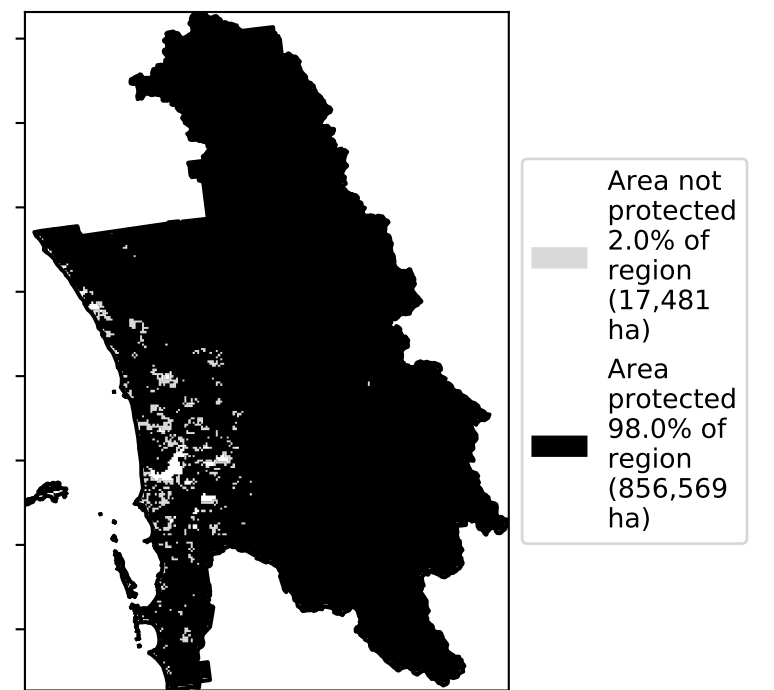 Area not
protected
2.0% of
region
(17,481
ha)
Area
protected
98.0% of
region
(856,569
ha)